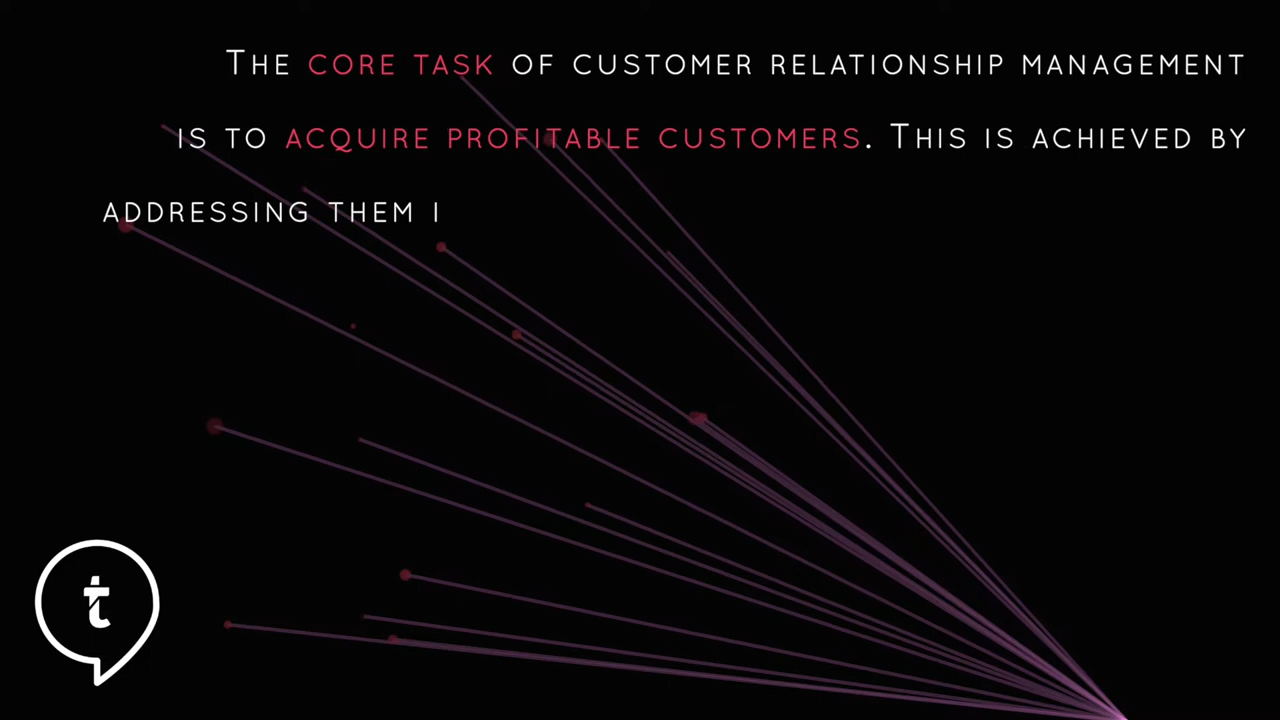 The core task of customer relationship management
is to acquire profitable customers. This is achieved by
addressing them i
t